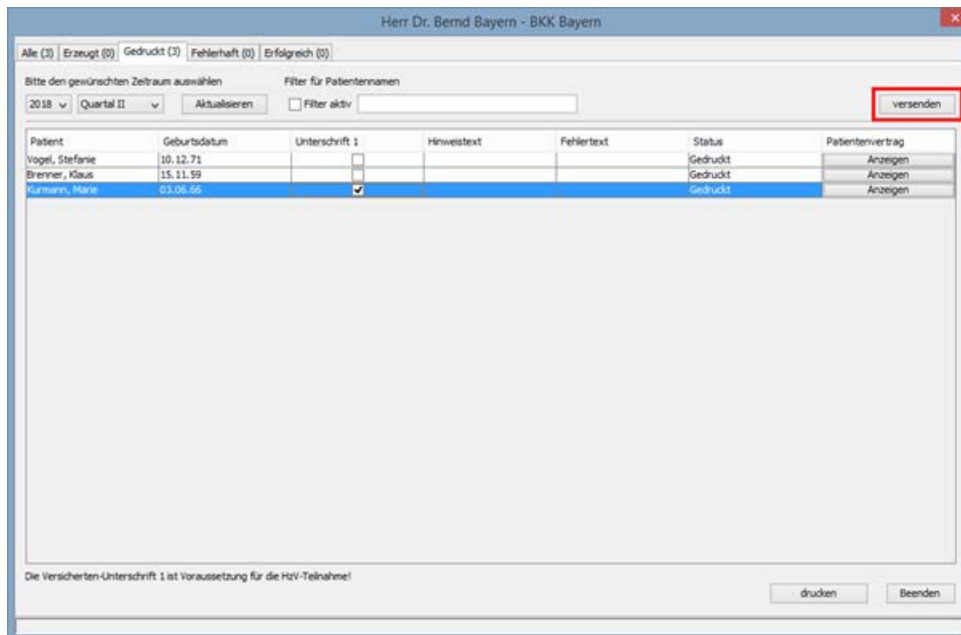 Herr Dr. Bernd Bayern - BKK Bayern
Alle (3) Erzeugt (0) Gedruckt (3) Fehlerhaft (0) Erfolgreich (0)
Bitte den gewünschten Zeitraum auswählen Filter für Patientennamen
2018 Quartal II Aktualisieren Filter aktiv versenden
Patient Geburtsdatum Unterschrift 1 Hinweistext Fehlertext Status Patientenvertrag
Vogel, Stefanie 10.12.71 Gedruckt Anzeigen
Brenner, Klaus 15.11.59 Gedruckt Anzeigen
Kurmann, Marie 03.06.66 Gedruckt Anzeigen
Die Versicherten-Unterschrift 1 ist Voraussetzung für die HzV-Teilnahme!
drucken Beenden